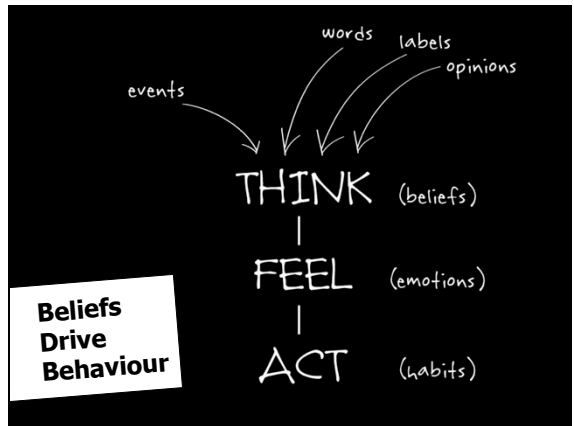 words
labels
opinions
events
THINK (beliefs)
FEEL (emotions)
ACT (habits)
Beliefs
Drive
Behaviour